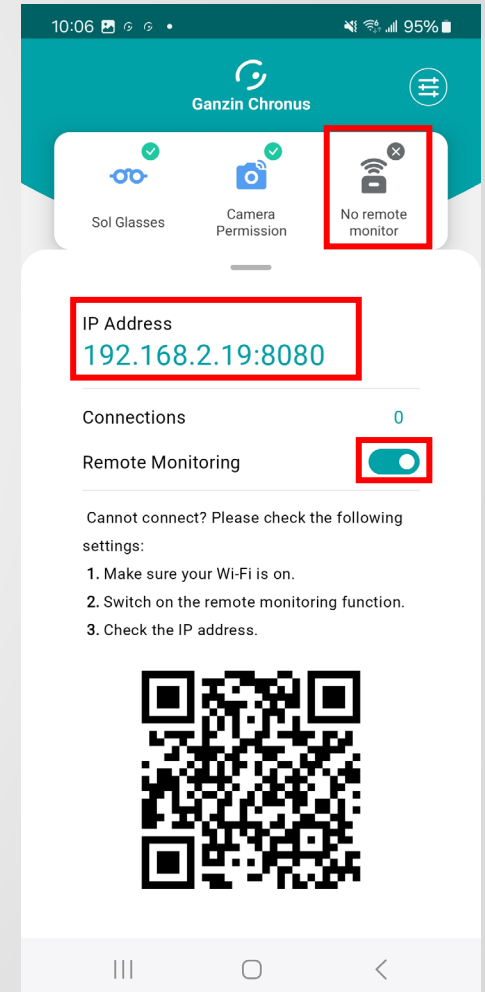 10:06 95%
Ganzin Chronus
Sol Glasses
Camera
Permission
No remote
monitor
IP Address
192.168.2.19:8080
Connections 0
Remote Monitoring
Cannot connect? Please check the following
settings:
1. Make sure your Wi-Fi is on.
2. Switch on the remote monitoring function.
3. Check the IP address.